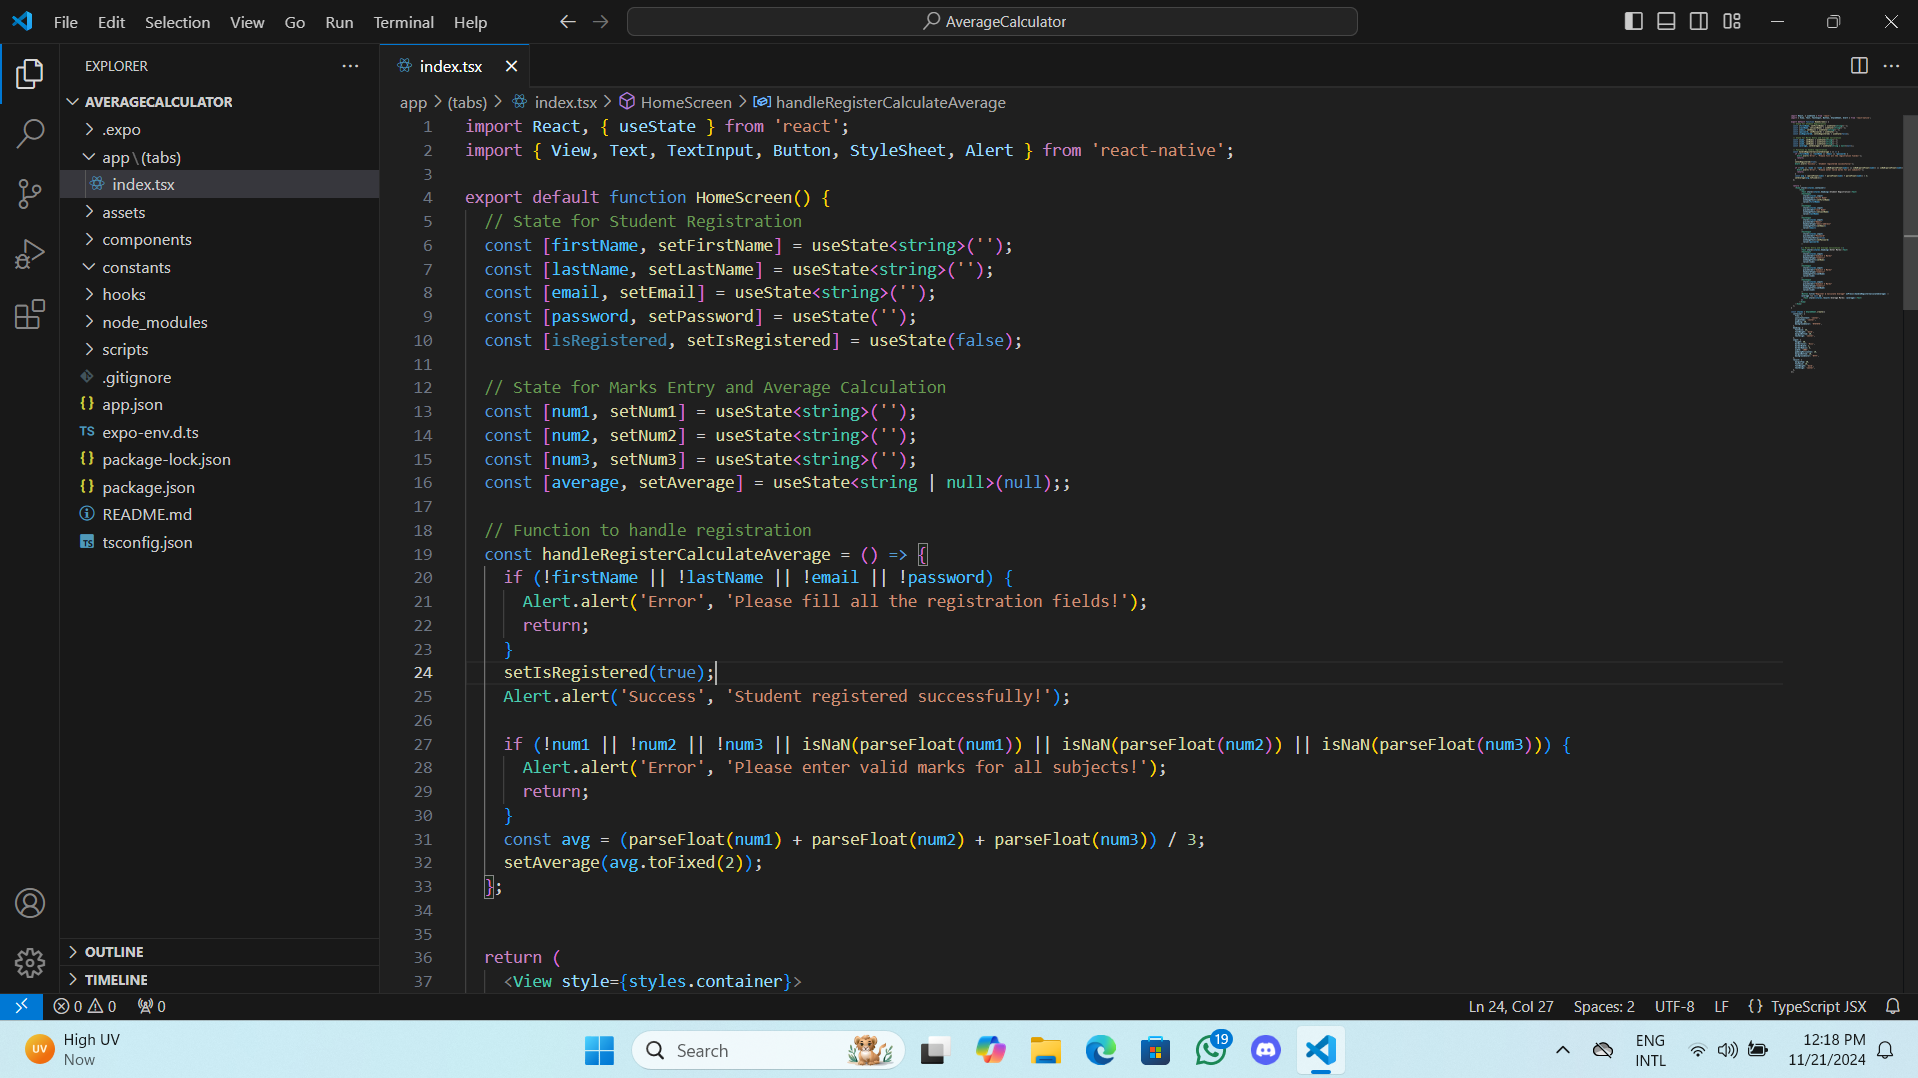 File Edit Selection View Go Run Terminal Help
AverageCalculator
EXPLORER
AVERAGECALCULATOR
.expo
app\(tabs)
index.tsx
assets
components
constants
hooks
node_modules
scripts
.gitignore
{} app.json
TS expo-env.d.ts
{} package-lock.json
{} package.json
README.md
TS tsconfig.json
OUTLINE
TIMELINE
index.tsx
app > (tabs) > index.tsx > HomeScreen > handleRegisterCalculateAverage
1 import React, { useState } from 'react';
2 import { View, Text, TextInput, Button, StyleSheet, Alert } from 'react-native';
3
4 export default function HomeScreen() {
5 // State for Student Registration
6 const [firstName, setFirstName] = useState<string>('');
7 const [lastName, setLastName] = useState<string>('');
8 const [email, setEmail] = useState<string>('');
9 const [password, setPassword] = useState('');
10 const [isRegistered, setIsRegistered] = useState(false);
11
12 // State for Marks Entry and Average Calculation
13 const [num1, setNum1] = useState<string>('');
14 const [num2, setNum2] = useState<string>('');
15 const [num3, setNum3] = useState<string>('');
16 const [average, setAverage] = useState<string | null>(null);;
17
18 // Function to handle registration
19 const handleRegisterCalculateAverage = () => {
20 if (!firstName || !lastName || !email || !password) {
21 Alert.alert('Error', 'Please fill all the registration fields!');
22 return;
23 }
24 setIsRegistered(true);
25 Alert.alert('Success', 'Student registered successfully!');
26
27 if (!num1 || !num2 || !num3 || isNaN(parseFloat(num1)) || isNaN(parseFloat(num2)) || isNaN(parseFloat(num3))) {
28 Alert.alert('Error', 'Please enter valid marks for all subjects!');
29 return;
30 }
31 const avg = (parseFloat(num1) + parseFloat(num2) + parseFloat(num3)) / 3;
32 setAverage(avg.toFixed(2));
33 };
34
35
36 return (
37 <View style={styles.container}>
0 0 0
Ln 24, Col 27 Spaces: 2 UTF-8 LF {} TypeScript JSX
UV High UV
Now
Search
19
ENG
INTL
12:18 PM
11/21/2024